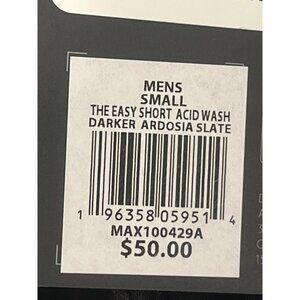 MENS
SMALL
THE EASY SHORT ACID WASH
DARKER ARDOSIA SLATE
1 96358 05951 4
MAX100429A
$50.00